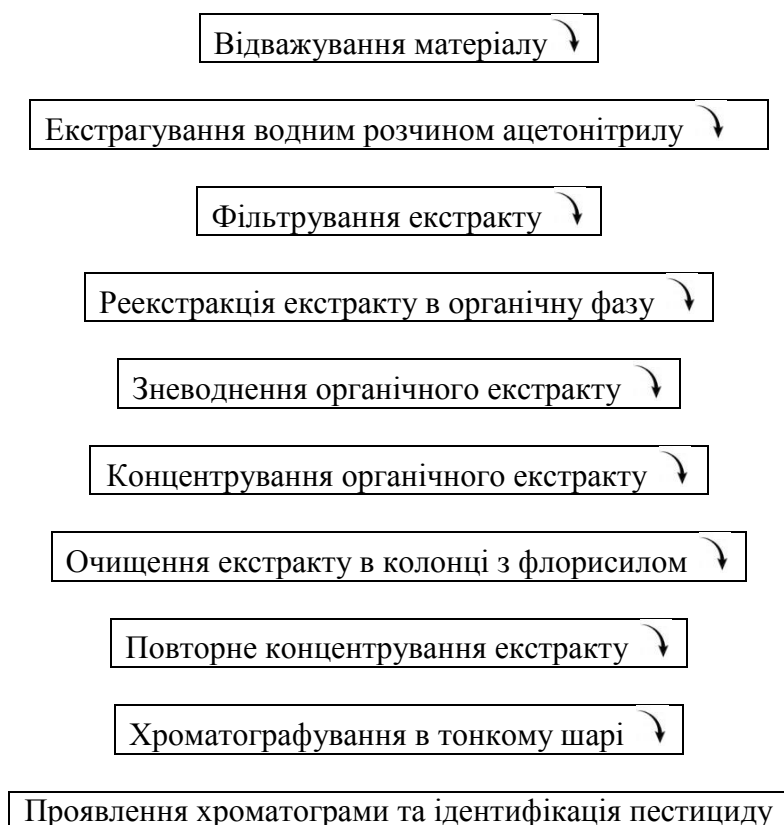 Відважування матеріалу
Екстрагування водним розчином ацетонітрилу
Фільтрування екстракту
Реекстракція екстракту в органічну фазу
Зневоднення органічного екстракту
Концентрування органічного екстракту
Очищення екстракту в колонці з флорисилом
Повторне концентрування екстракту
Хроматографування в тонкому шарі
Проявлення хроматограми та ідентифікація пестициду